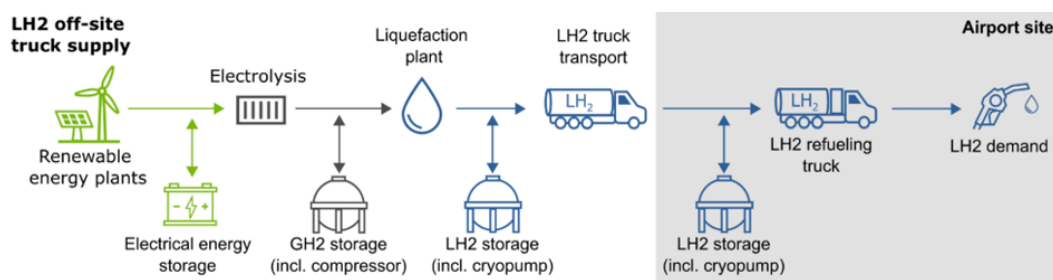 LH2 off-site
truck supply
Renewable
energy plants
Electrical energy
storage
Electrolysis
GH2 storage
(incl. compressor)
Liquefaction
plant
LH2 storage
(incl. cryopump)
LH2 truck
transport
LH₂
Airport site
LH2 storage
(incl. cryopump)
LH₂
LH2 refueling
truck
LH2 demand